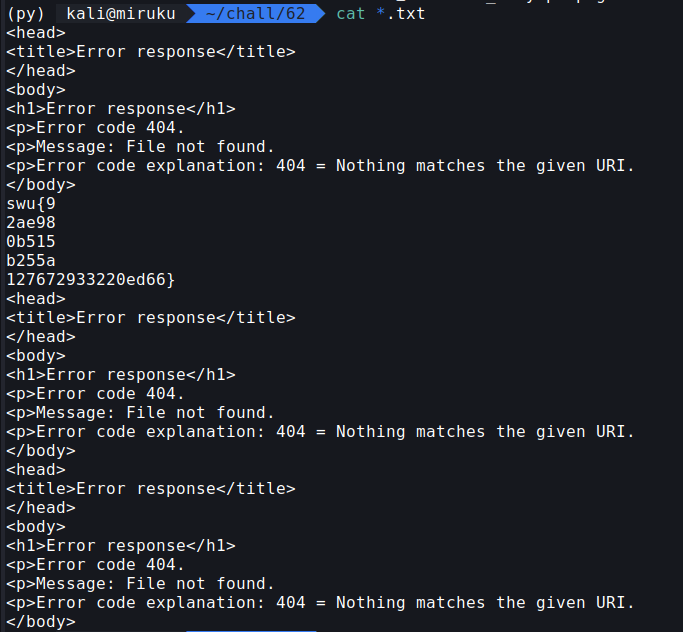 (py) kali@miruku ~/chall/62 cat *.txt
<head>
<title>Error response</title>
</head>
<body>
<h1>Error response</h1>
<p>Error code 404.
<p>Message: File not found.
<p>Error code explanation: 404 = Nothing matches the given URI.
</body>
swu{9
2ae98
0b515
b255a
127672933220ed66}
<head>
<title>Error response</title>
</head>
<body>
<h1>Error response</h1>
<p>Error code 404.
<p>Message: File not found.
<p>Error code explanation: 404 = Nothing matches the given URI.
</body>
<head>
<title>Error response</title>
</head>
<body>
<h1>Error response</h1>
<p>Error code 404.
<p>Message: File not found.
<p>Error code explanation: 404 = Nothing matches the given URI.
</body>